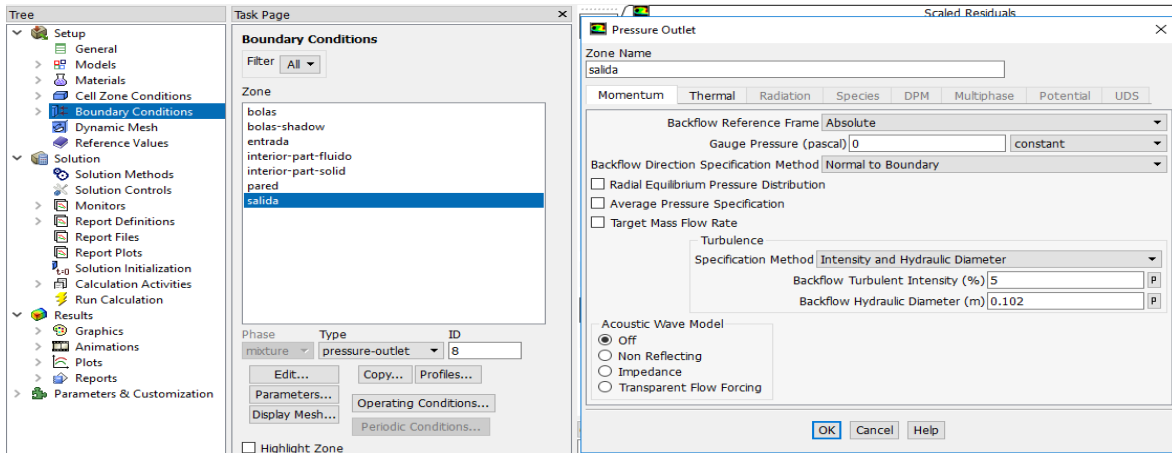 Tree
Setup
General
Models
Materials
Cell Zone Conditions
Boundary Conditions
Dynamic Mesh
Reference Values
Solution
Solution Methods
Solution Controls
Monitors
Report Definitions
Report Files
Report Plots
t=0 Solution Initialization
Calculation Activities
Run Calculation
Results
Graphics
Animations
Plots
Reports
Parameters & Customization
Task Page
Boundary Conditions
Filter All
Zone
bolas
bolas-shadow
entrada
interior-part-fluido
interior-part-solid
pared
salida
Phase Type ID
mixture pressure-outlet 8
Edit... Copy... Profiles...
Parameters... Operating Conditions...
Display Mesh... Periodic Conditions...
Highlight Zone
Scaled Residuals
Pressure Outlet
Zone Name
salida
Momentum Thermal Radiation Species DPM Multiphase Potential UDS
Backflow Reference Frame Absolute
Gauge Pressure (pascal) 0 constant
Backflow Direction Specification Method Normal to Boundary
Radial Equilibrium Pressure Distribution
Average Pressure Specification
Target Mass Flow Rate
Turbulence
Specification Method Intensity and Hydraulic Diameter
Backflow Turbulent Intensity (%) 5 P
Backflow Hydraulic Diameter (m) 0.102 P
Acoustic Wave Model
Off
Non Reflecting
Impedance
Transparent Flow Forcing
OK Cancel Help